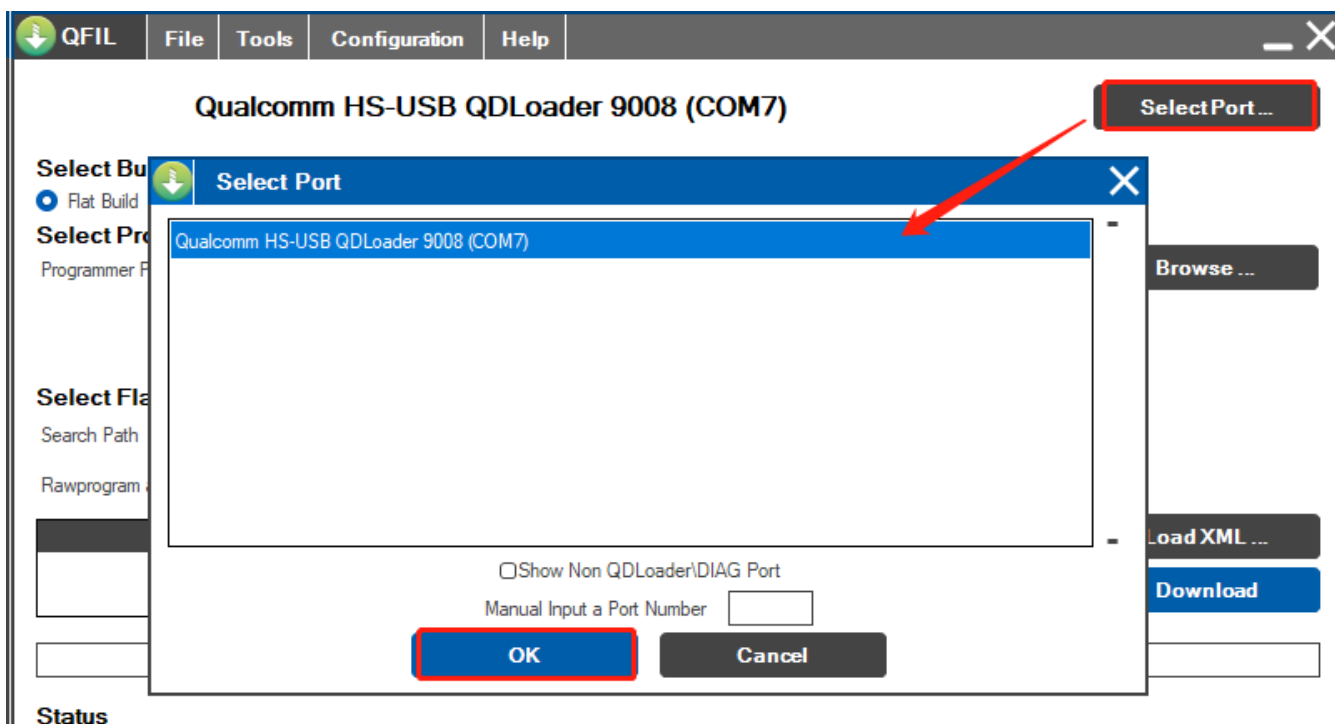 QFIL File Tools Configuration Help
Qualcomm HS-USB QDLoader 9008 (COM7)
Select Port ...
Select Bu
Flat Build
Select Port
Select Pro
Qualcomm HS-USB QDLoader 9008 (COM7)
Programmer P
Browse ...
Select Fla
Search Path
Rawprogram
Load XML ...
Show Non QDLoader\DIAG Port
Download
Manual Input a Port Number
OK Cancel
Status